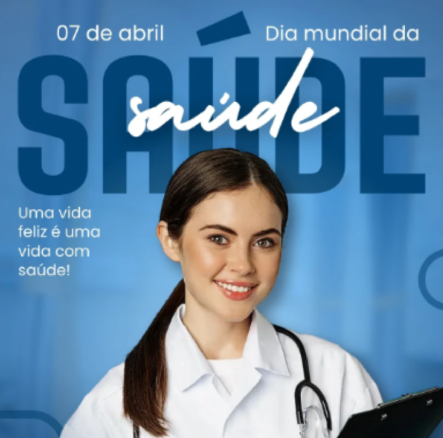 07 de abril
Dia mundial da
SAÚDE
saúde
Uma vida
feliz é uma
vida com
saúde!